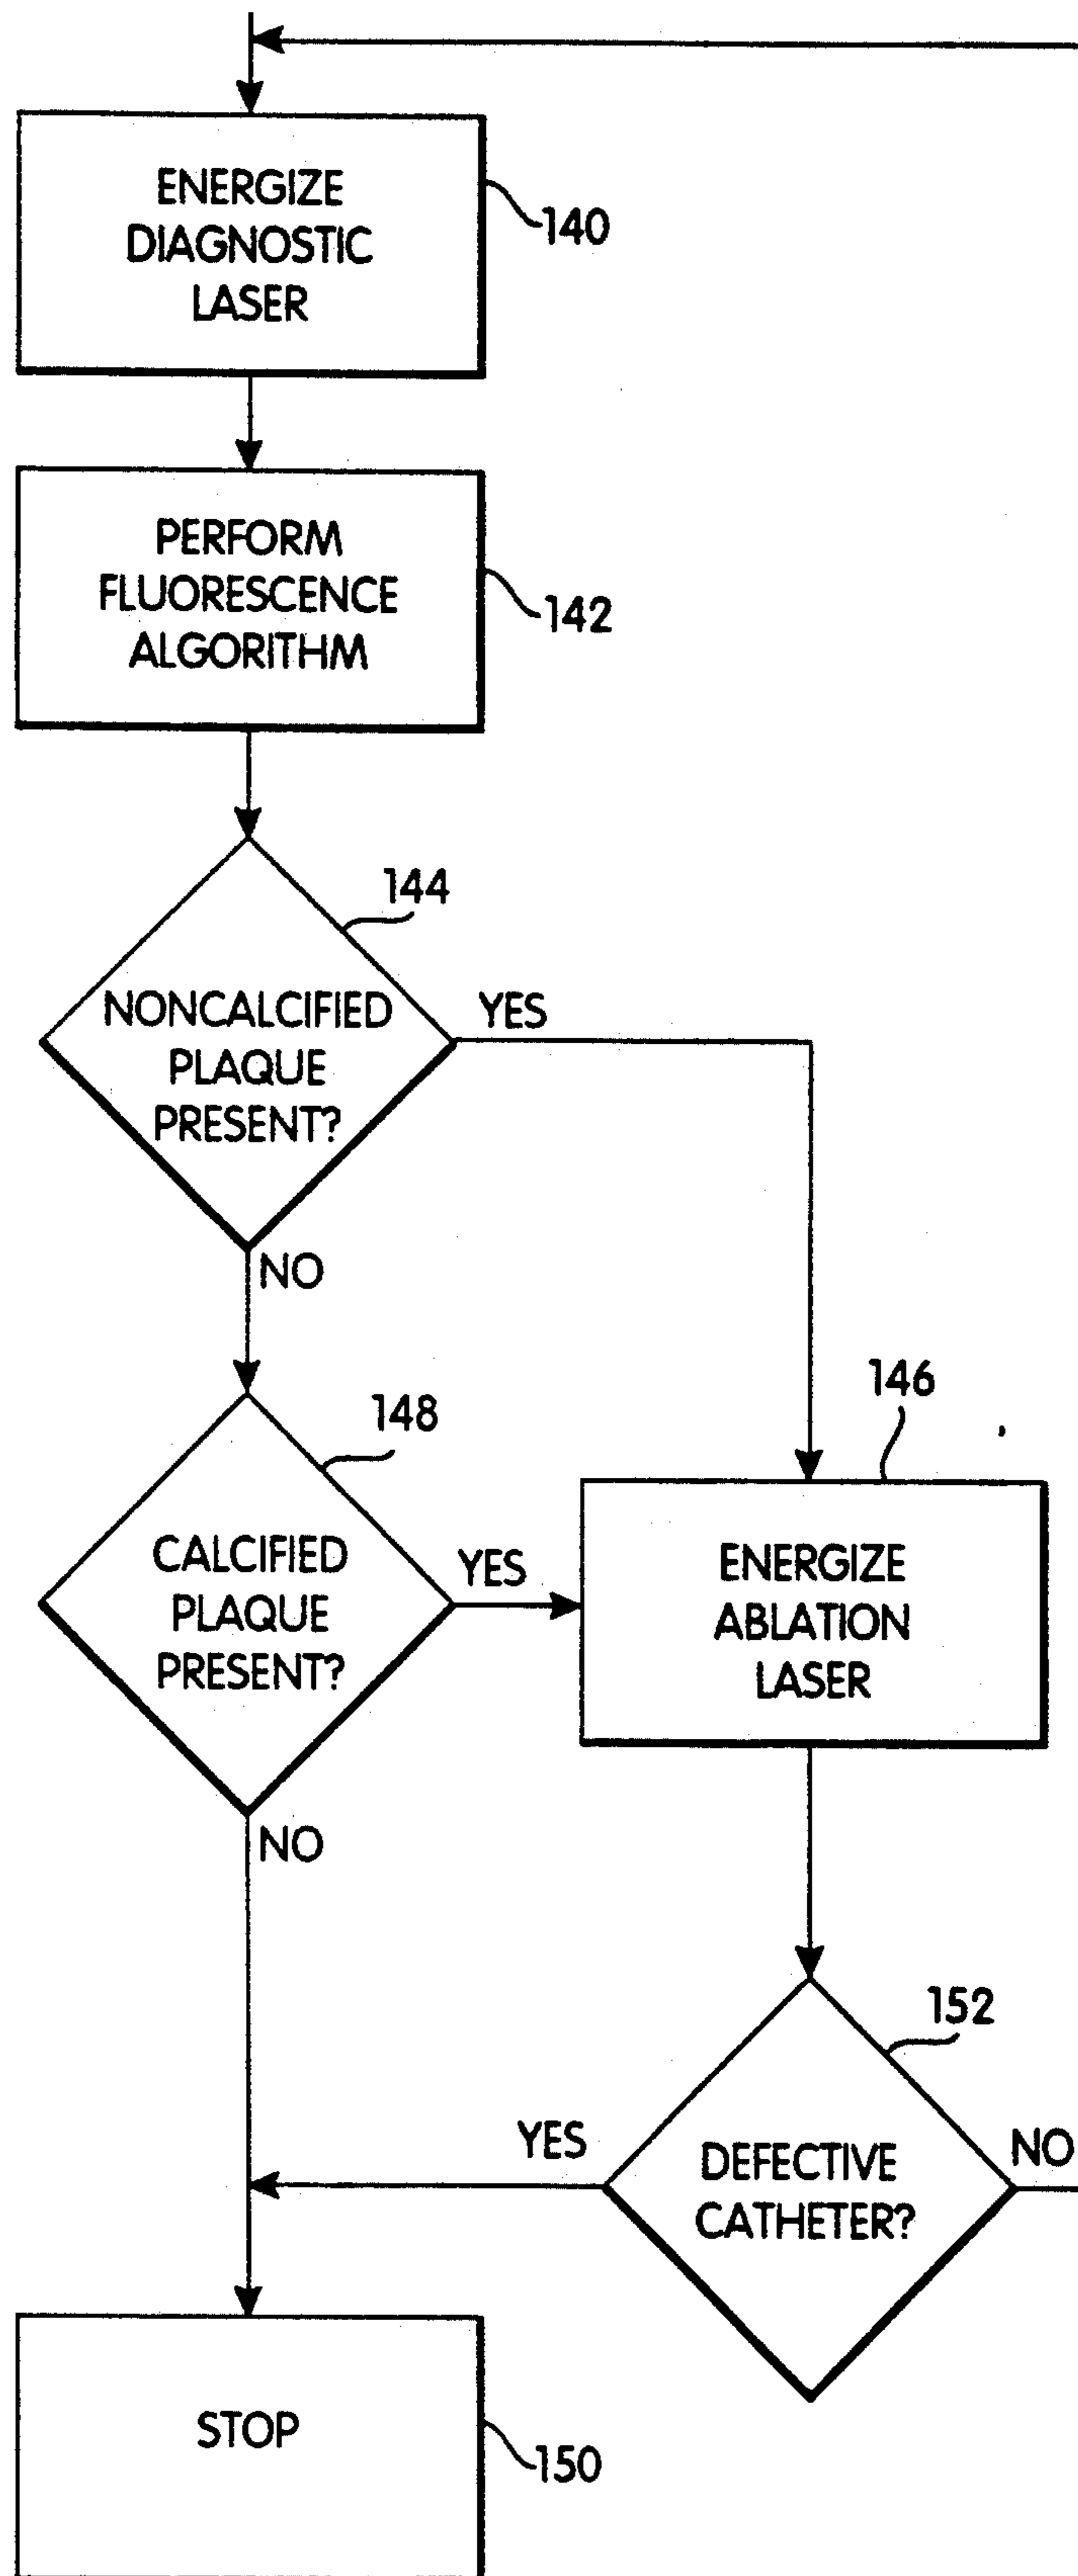 ENERGIZE
DIAGNOSTIC
LASER
140
PERFORM
FLUORESCENCE
ALGORITHM
142
144
NONCALCIFIED
PLAQUE
PRESENT?
YES
NO
148
CALCIFIED
PLAQUE
PRESENT?
YES
NO
146
ENERGIZE
ABLATION
LASER
152
DEFECTIVE
CATHETER?
YES
NO
STOP
150